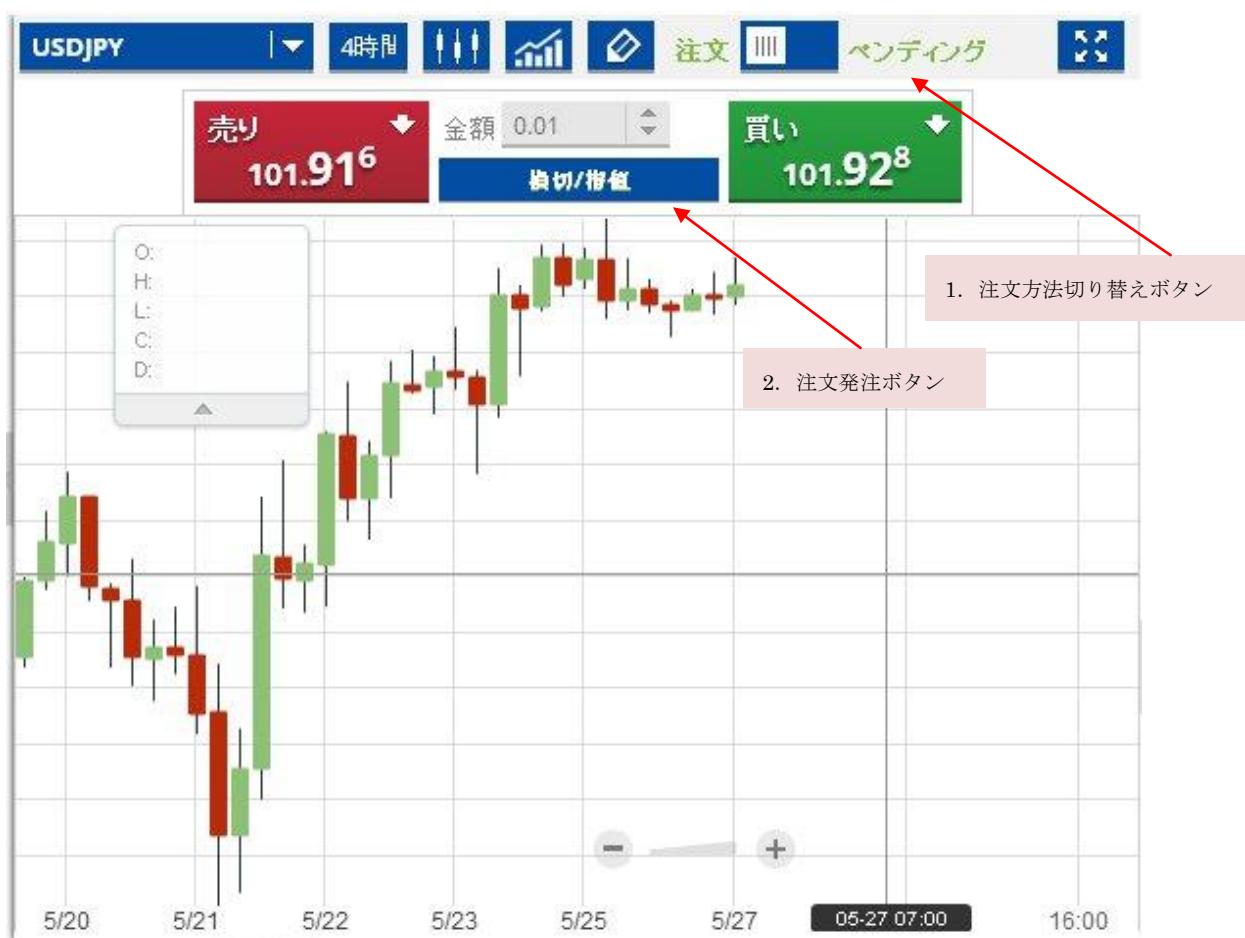 USDJPY 4時間 注文 ペンディング
売り 金額 0.01 買い
101.916 損切/指値 101.928
O:
H:
L:
C:
D:
1. 注文方法切り替えボタン
2. 注文発注ボタン
5/20 5/21 5/22 5/23 5/25 5/27 05-27 07:00 16:00